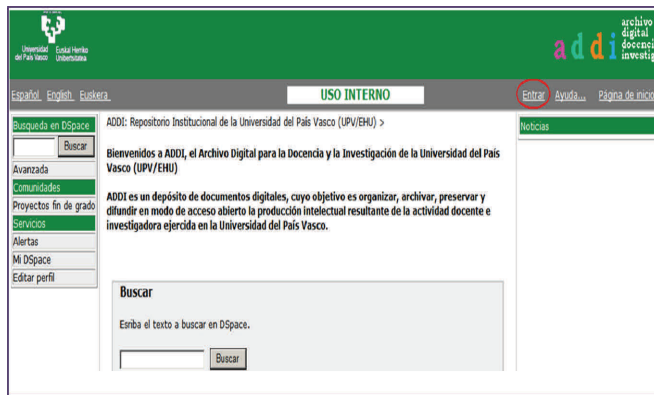 Universidad
del País Vasco
Euskal Herriko
Unibertsitatea
addi
archivo
digital
Español English Euskera
USO INTERNO
Entrar Ayuda... Página de inicio
Busqueda en DSpace
Buscar
Avanzada
Comunidades
Proyectos fin de grado
Servicios
Alertas
Mi DSpace
Editar perfil
ADDI: Repositorio Institucional de la Universidad del País Vasco (UPV/EHU) >
Bienvenidos a ADDI, el Archivo Digital para la Docencia y la Investigación de la Universidad del País
Vasco (UPV/EHU)
ADDI es un depósito de documentos digitales, cuyo objetivo es organizar, archivar, preservar y
difundir en modo de acceso abierto la producción intelectual resultante de la actividad docente e
investigadora ejercida en la Universidad del País Vasco.
Buscar
Esriba el texto a buscar en DSpace.
Buscar
Noticias